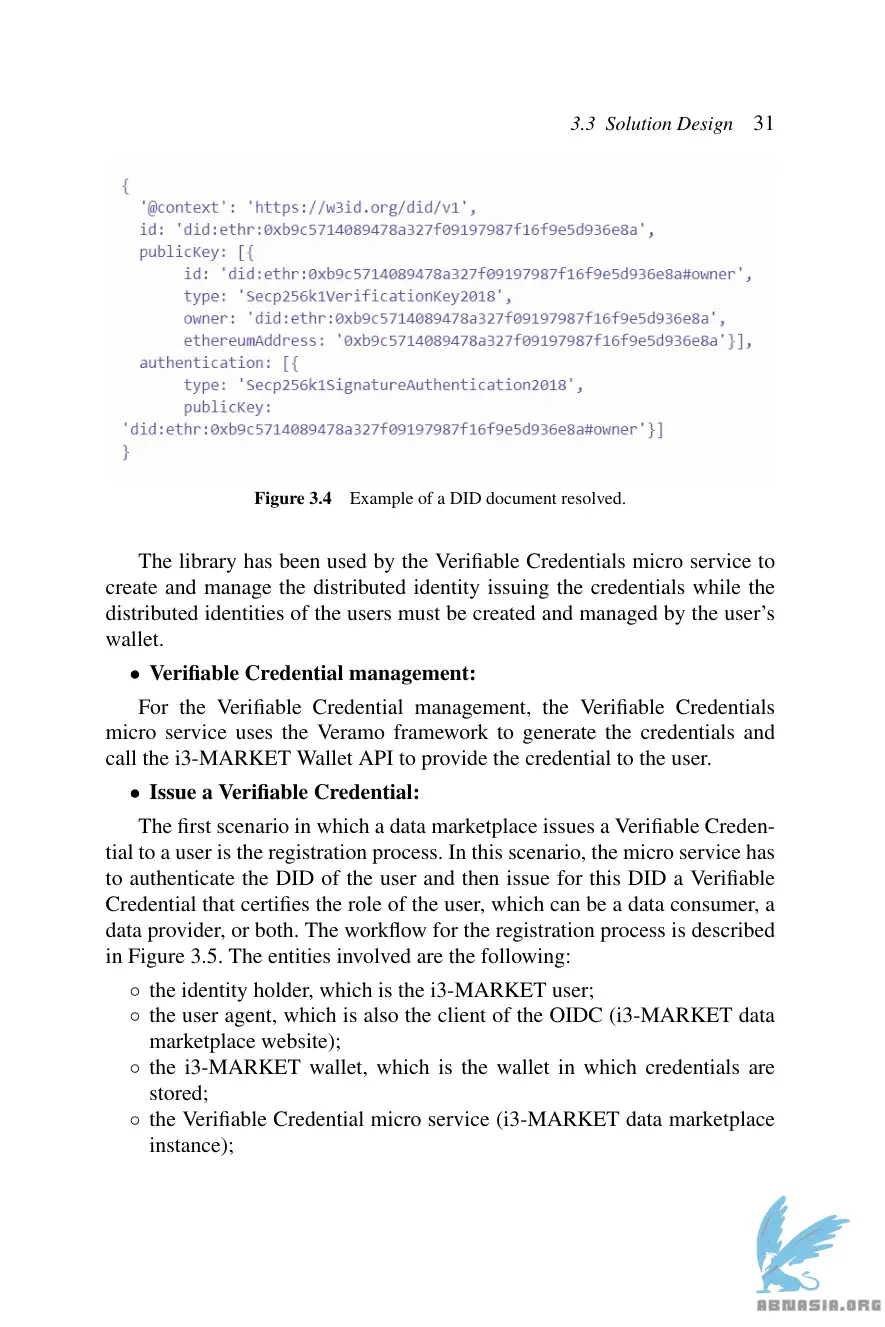 3.3 Solution Design 31
{
'@context': 'https://w3id.org/did/v1',
id: 'did:ethr:0xb9c5714089478a327f09197987f16f9e5d936e8a',
publicKey: [{
id: 'did:ethr:0xb9c5714089478a327f09197987f16f9e5d936e8a#owner',
type: 'Secp256k1VerificationKey2018',
owner: 'did:ethr:0xb9c5714089478a327f09197987f16f9e5d936e8a',
ethereumAddress: '0xb9c5714089478a327f09197987f16f9e5d936e8a'}],
authentication: [{
type: 'Secp256k1SignatureAuthentication2018',
publicKey:
'did:ethr:0xb9c5714089478a327f09197987f16f9e5d936e8a#owner'}]
}
Figure 3.4 Example of a DID document resolved.
The library has been used by the Verifiable Credentials micro service to
create and manage the distributed identity issuing the credentials while the
distributed identities of the users must be created and managed by the user's
wallet.
• Verifiable Credential management:
For the Verifiable Credential management, the Verifiable Credentials
micro service uses the Veramo framework to generate the credentials and
call the i3-MARKET Wallet API to provide the credential to the user.
• Issue a Verifiable Credential:
The first scenario in which a data marketplace issues a Verifiable Creden-
tial to a user is the registration process. In this scenario, the micro service has
to authenticate the DID of the user and then issue for this DID a Verifiable
Credential that certifies the role of the user, which can be a data consumer, a
data provider, or both. The workflow for the registration process is described
in Figure 3.5. The entities involved are the following:
◦ the identity holder, which is the i3-MARKET user;
◦ the user agent, which is also the client of the OIDC (i3-MARKET data
marketplace website);
◦ the i3-MARKET wallet, which is the wallet in which credentials are
stored;
◦ the Verifiable Credential micro service (i3-MARKET data marketplace
instance);
ABNASIA.ORG